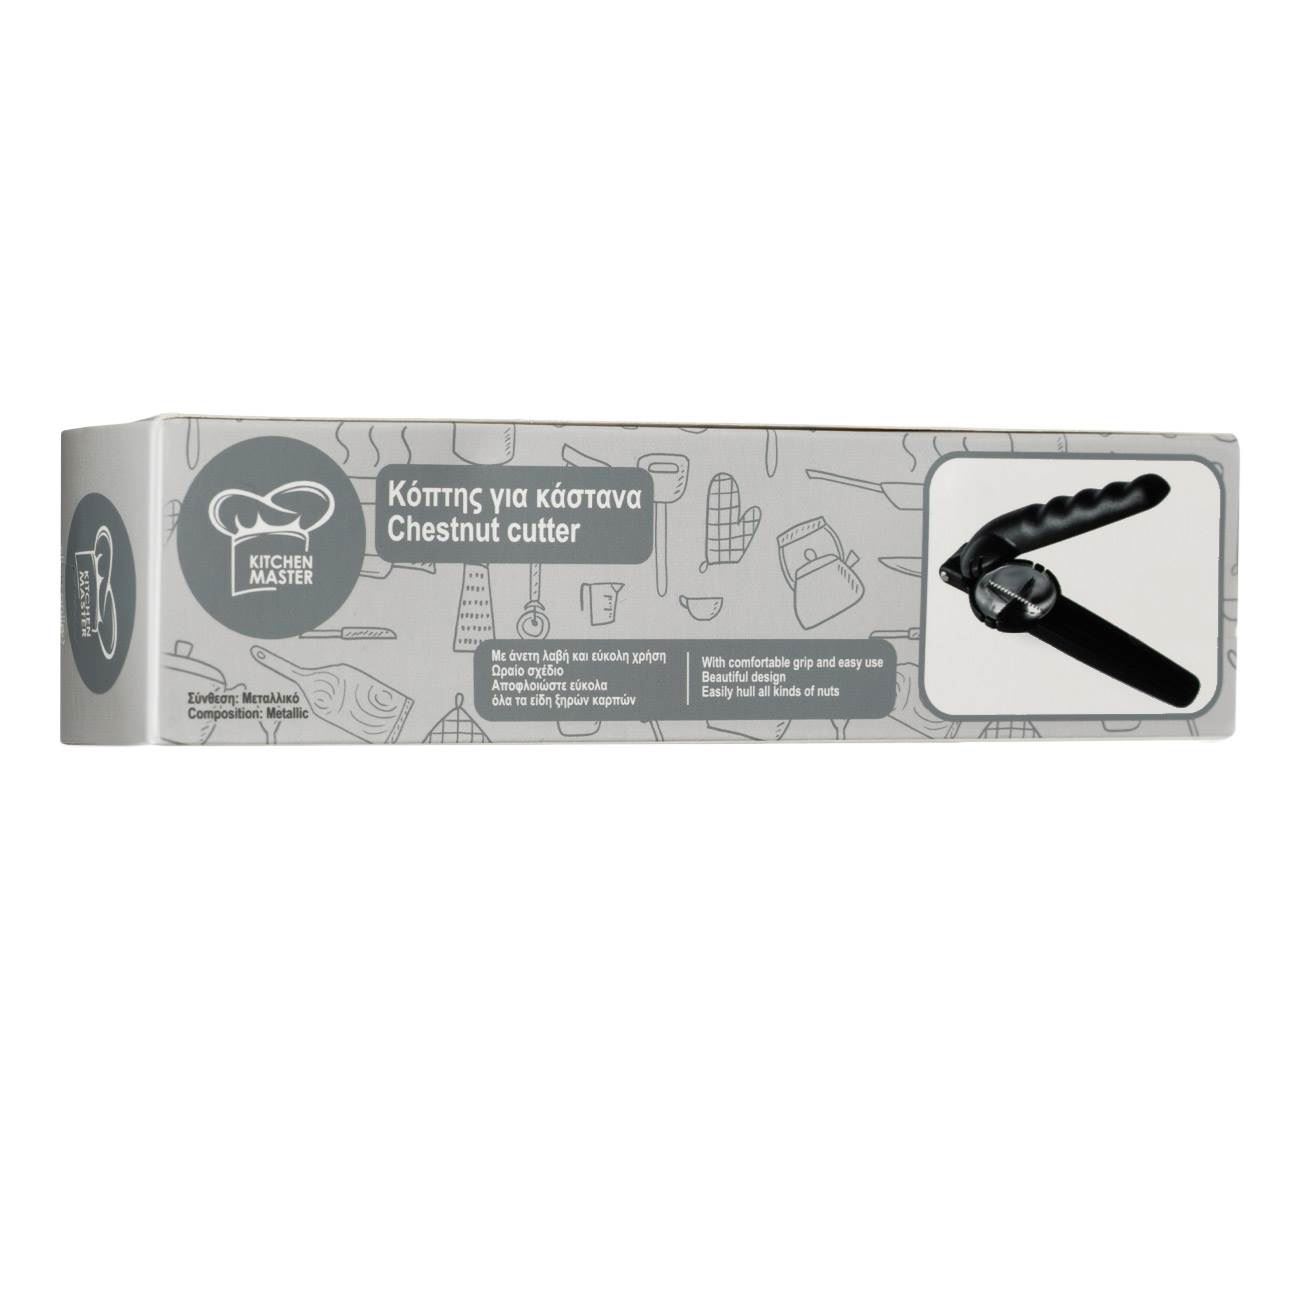 KITCHEN
MASTER
KITCHEN
MASTER
Κόπτης για κάστανα
Chestnut cutter
Σύνθεση: Μεταλλικό
Composition: Metallic
Με άνετη λαβή και εύκολη χρήση
Ωραίο σχέδιο
Αποφλοιώστε εύκολα
όλα τα είδη ξηρών καρπών
With comfortable grip and easy use
Beautiful design
Easily hull all kinds of nuts